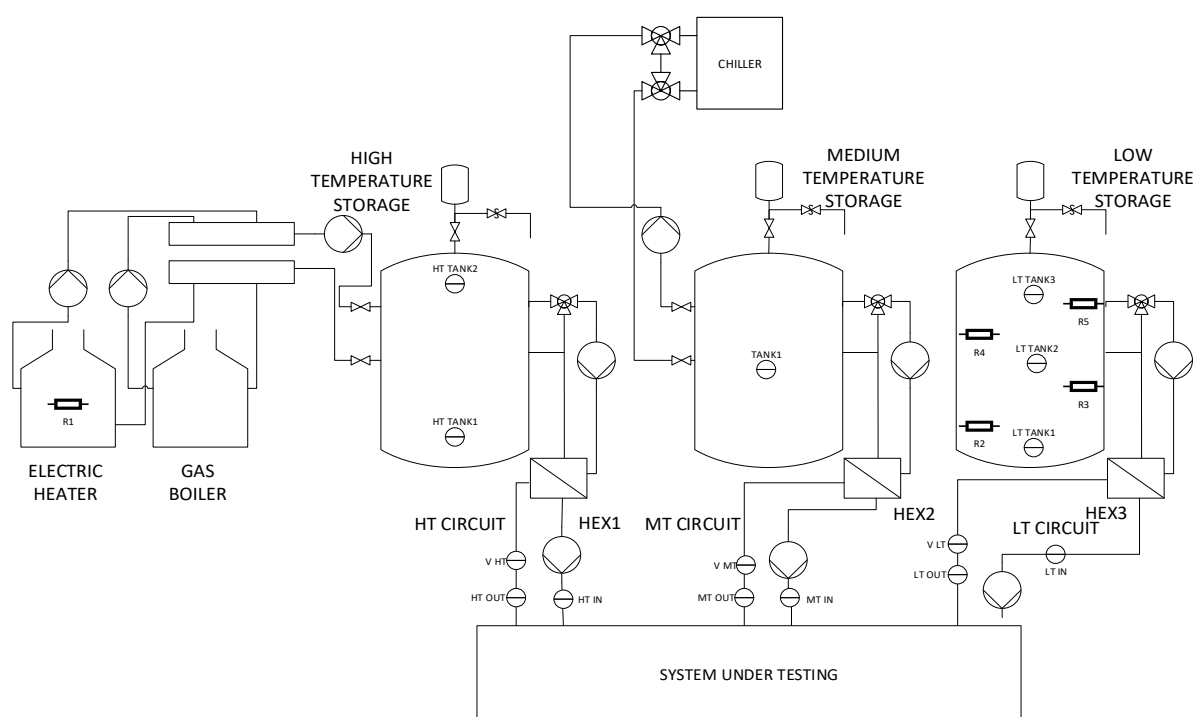 CHILLER
HIGH
TEMPERATURE
STORAGE
MEDIUM
TEMPERATURE
STORAGE
LOW
TEMPERATURE
STORAGE
HT TANK2
LT TANK3
R5
R4
TANK1
LT TANK2
R3
R1
HT TANK1
R2
LT TANK1
ELECTRIC
HEATER
GAS
BOILER
HT CIRCUIT
HEX1
MT CIRCUIT
HEX2
LT CIRCUIT
HEX3
V HT
V MT
V LT
LT IN
LT OUT
HT OUT
HT IN
MT OUT
MT IN
SYSTEM UNDER TESTING